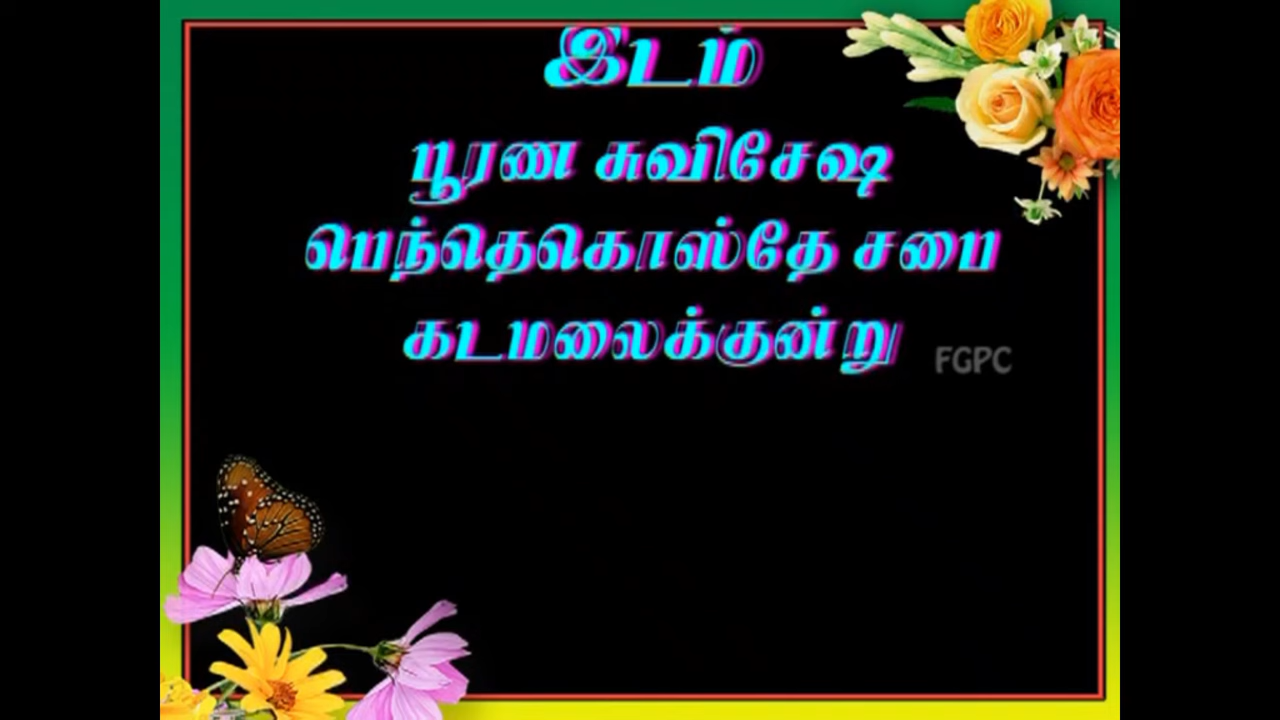 இடம்
பூரண சுவிசேஷ
பெந்தெகொஸ்தே சபை
கடமலைக்குன்று
FGPC